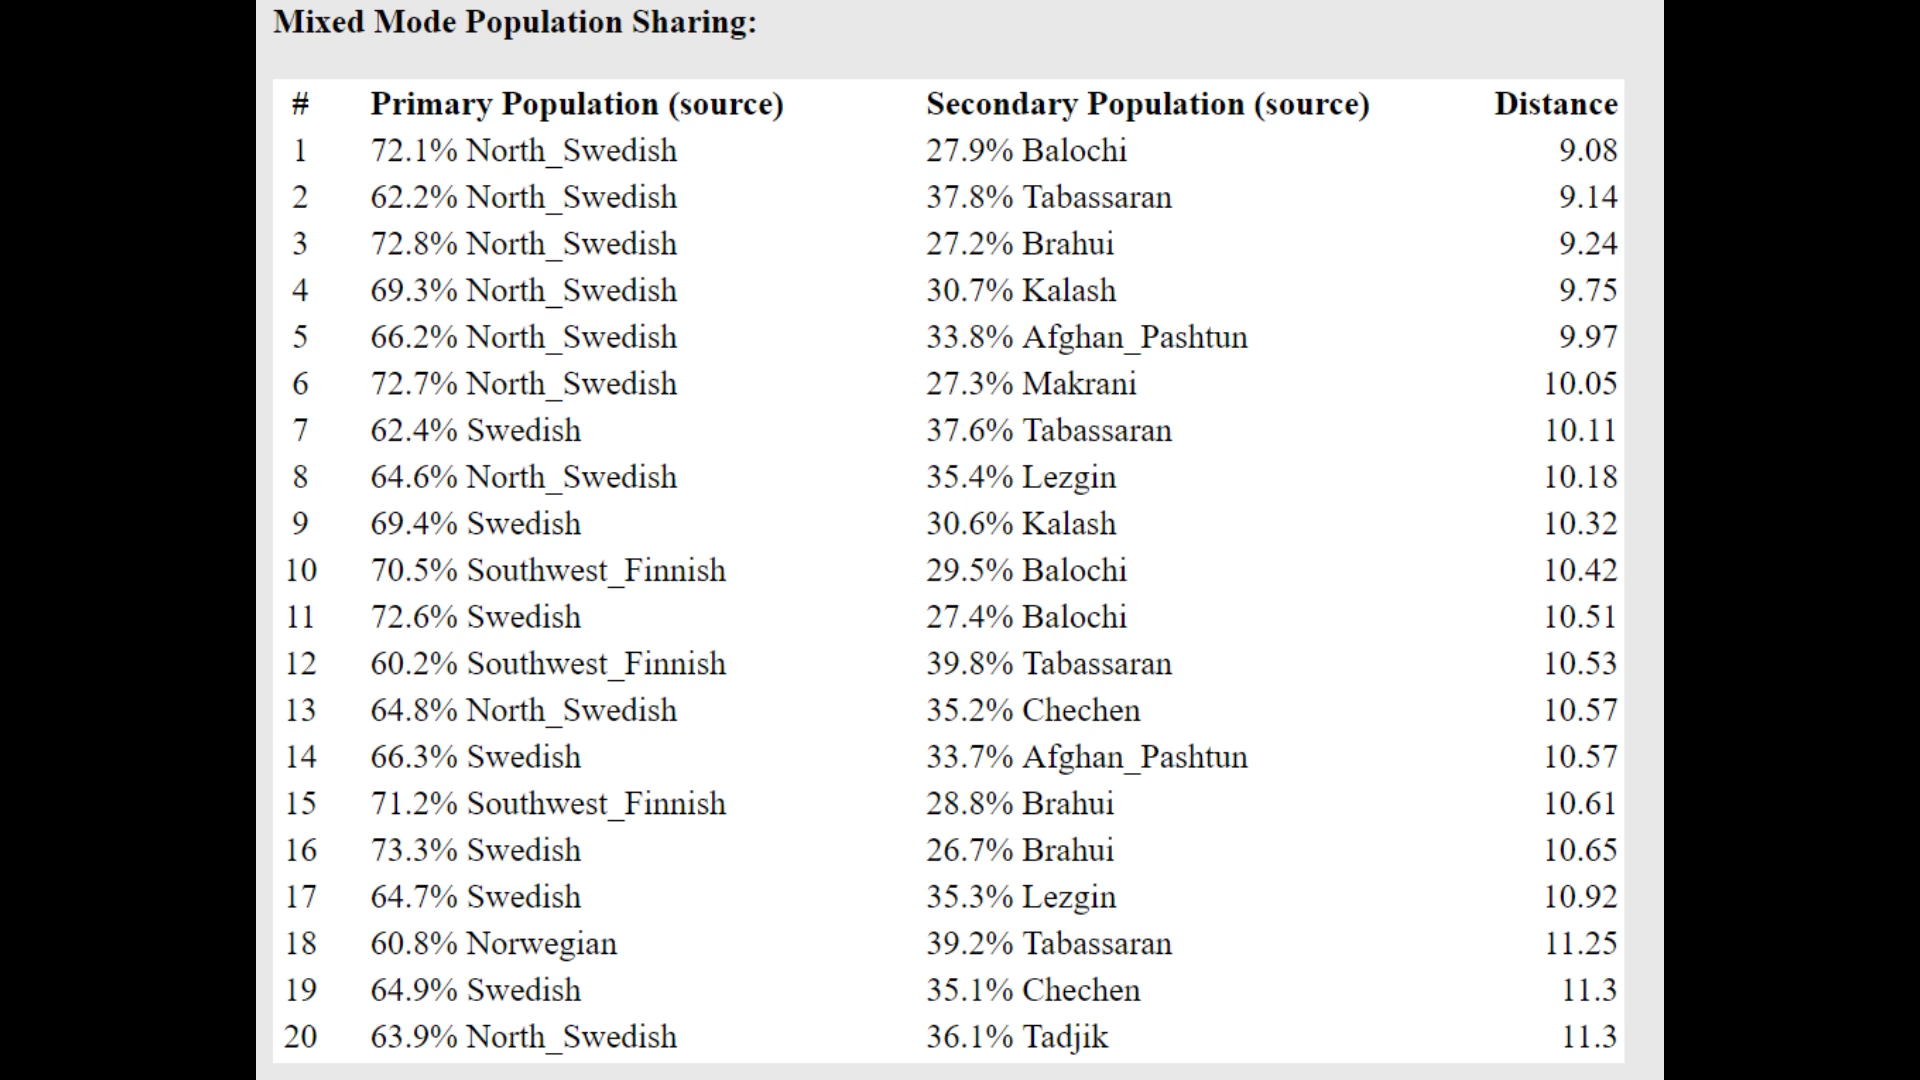 Mixed Mode Population Sharing:
# Primary Population (source) Secondary Population (source) Distance
1 72.1% North_Swedish 27.9% Balochi 9.08
2 62.2% North_Swedish 37.8% Tabassaran 9.14
3 72.8% North_Swedish 27.2% Brahui 9.24
4 69.3% North_Swedish 30.7% Kalash 9.75
5 66.2% North_Swedish 33.8% Afghan_Pashtun 9.97
6 72.7% North_Swedish 27.3% Makrani 10.05
7 62.4% Swedish 37.6% Tabassaran 10.11
8 64.6% North_Swedish 35.4% Lezgin 10.18
9 69.4% Swedish 30.6% Kalash 10.32
10 70.5% Southwest_Finnish 29.5% Balochi 10.42
11 72.6% Swedish 27.4% Balochi 10.51
12 60.2% Southwest_Finnish 39.8% Tabassaran 10.53
13 64.8% North_Swedish 35.2% Chechen 10.57
14 66.3% Swedish 33.7% Afghan_Pashtun 10.57
15 71.2% Southwest_Finnish 28.8% Brahui 10.61
16 73.3% Swedish 26.7% Brahui 10.65
17 64.7% Swedish 35.3% Lezgin 10.92
18 60.8% Norwegian 39.2% Tabassaran 11.25
19 64.9% Swedish 35.1% Chechen 11.3
20 63.9% North_Swedish 36.1% Tadjik 11.3